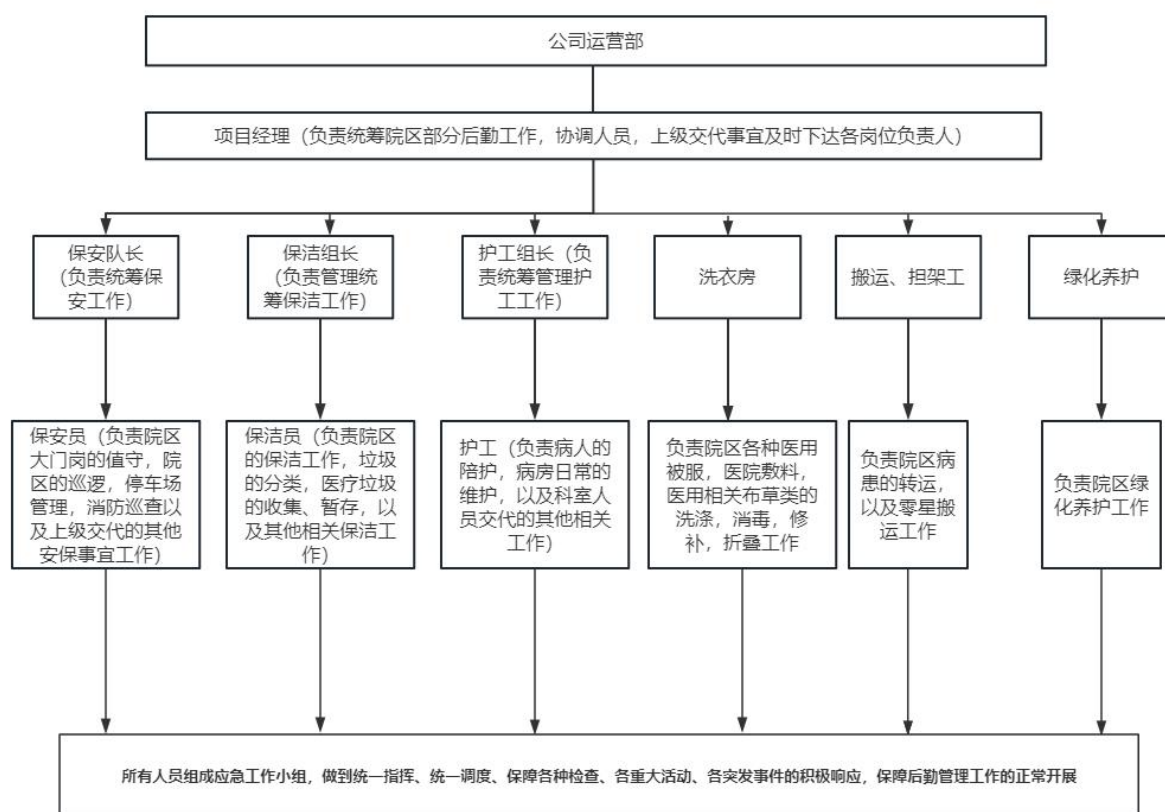 公司运营部
项目经理（负责统筹院区部分后勤工作，协调人员，上级交代事宜及时下达各岗位负责人）
保安队长
（负责统筹保
安工作）
保洁组长
（负责管理统
筹保洁工作）
护工组长（负
责统筹管理护
工工作）
洗衣房
搬运、担架工
绿化养护
保安员（负责院区
大门岗的值守，院
区的巡逻，停车场
管理，消防巡查以
及上级交代的其他
安保事宜工作）
保洁员（负责院区
的保洁工作，垃圾
的分类，医疗垃圾
的收集、暂存，以
及其他相关保洁工
作）
护工（负责病人的
陪护，病房日常的
维护，以及科室人
员交代的其他相关
工作）
负责院区各种医用
被服，医院敷料，
医用相关布草类的
洗涤，消毒，修
补，折叠工作
负责院区病
患的转运，
以及零星搬
运工作
负责院区绿
化养护工作
所有人员组成应急工作小组，做到统一指挥、统一调度、保障各种检查、各重大活动、各突发事件的积极响应，保障后勤管理工作的正常开展